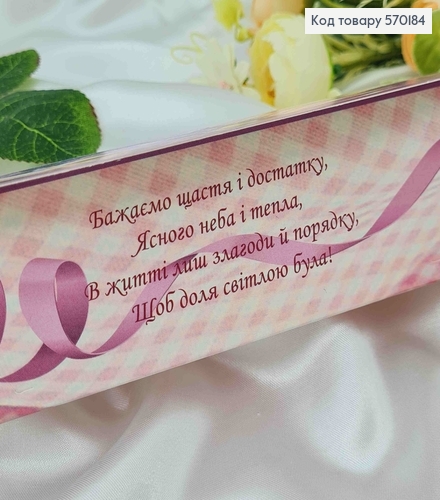 Код товару 570184
Бажаємо щастя і достатку,
Ясного неба і тепла,
В житті лиш злагоди й порядку,
Щоб доля світлою була!